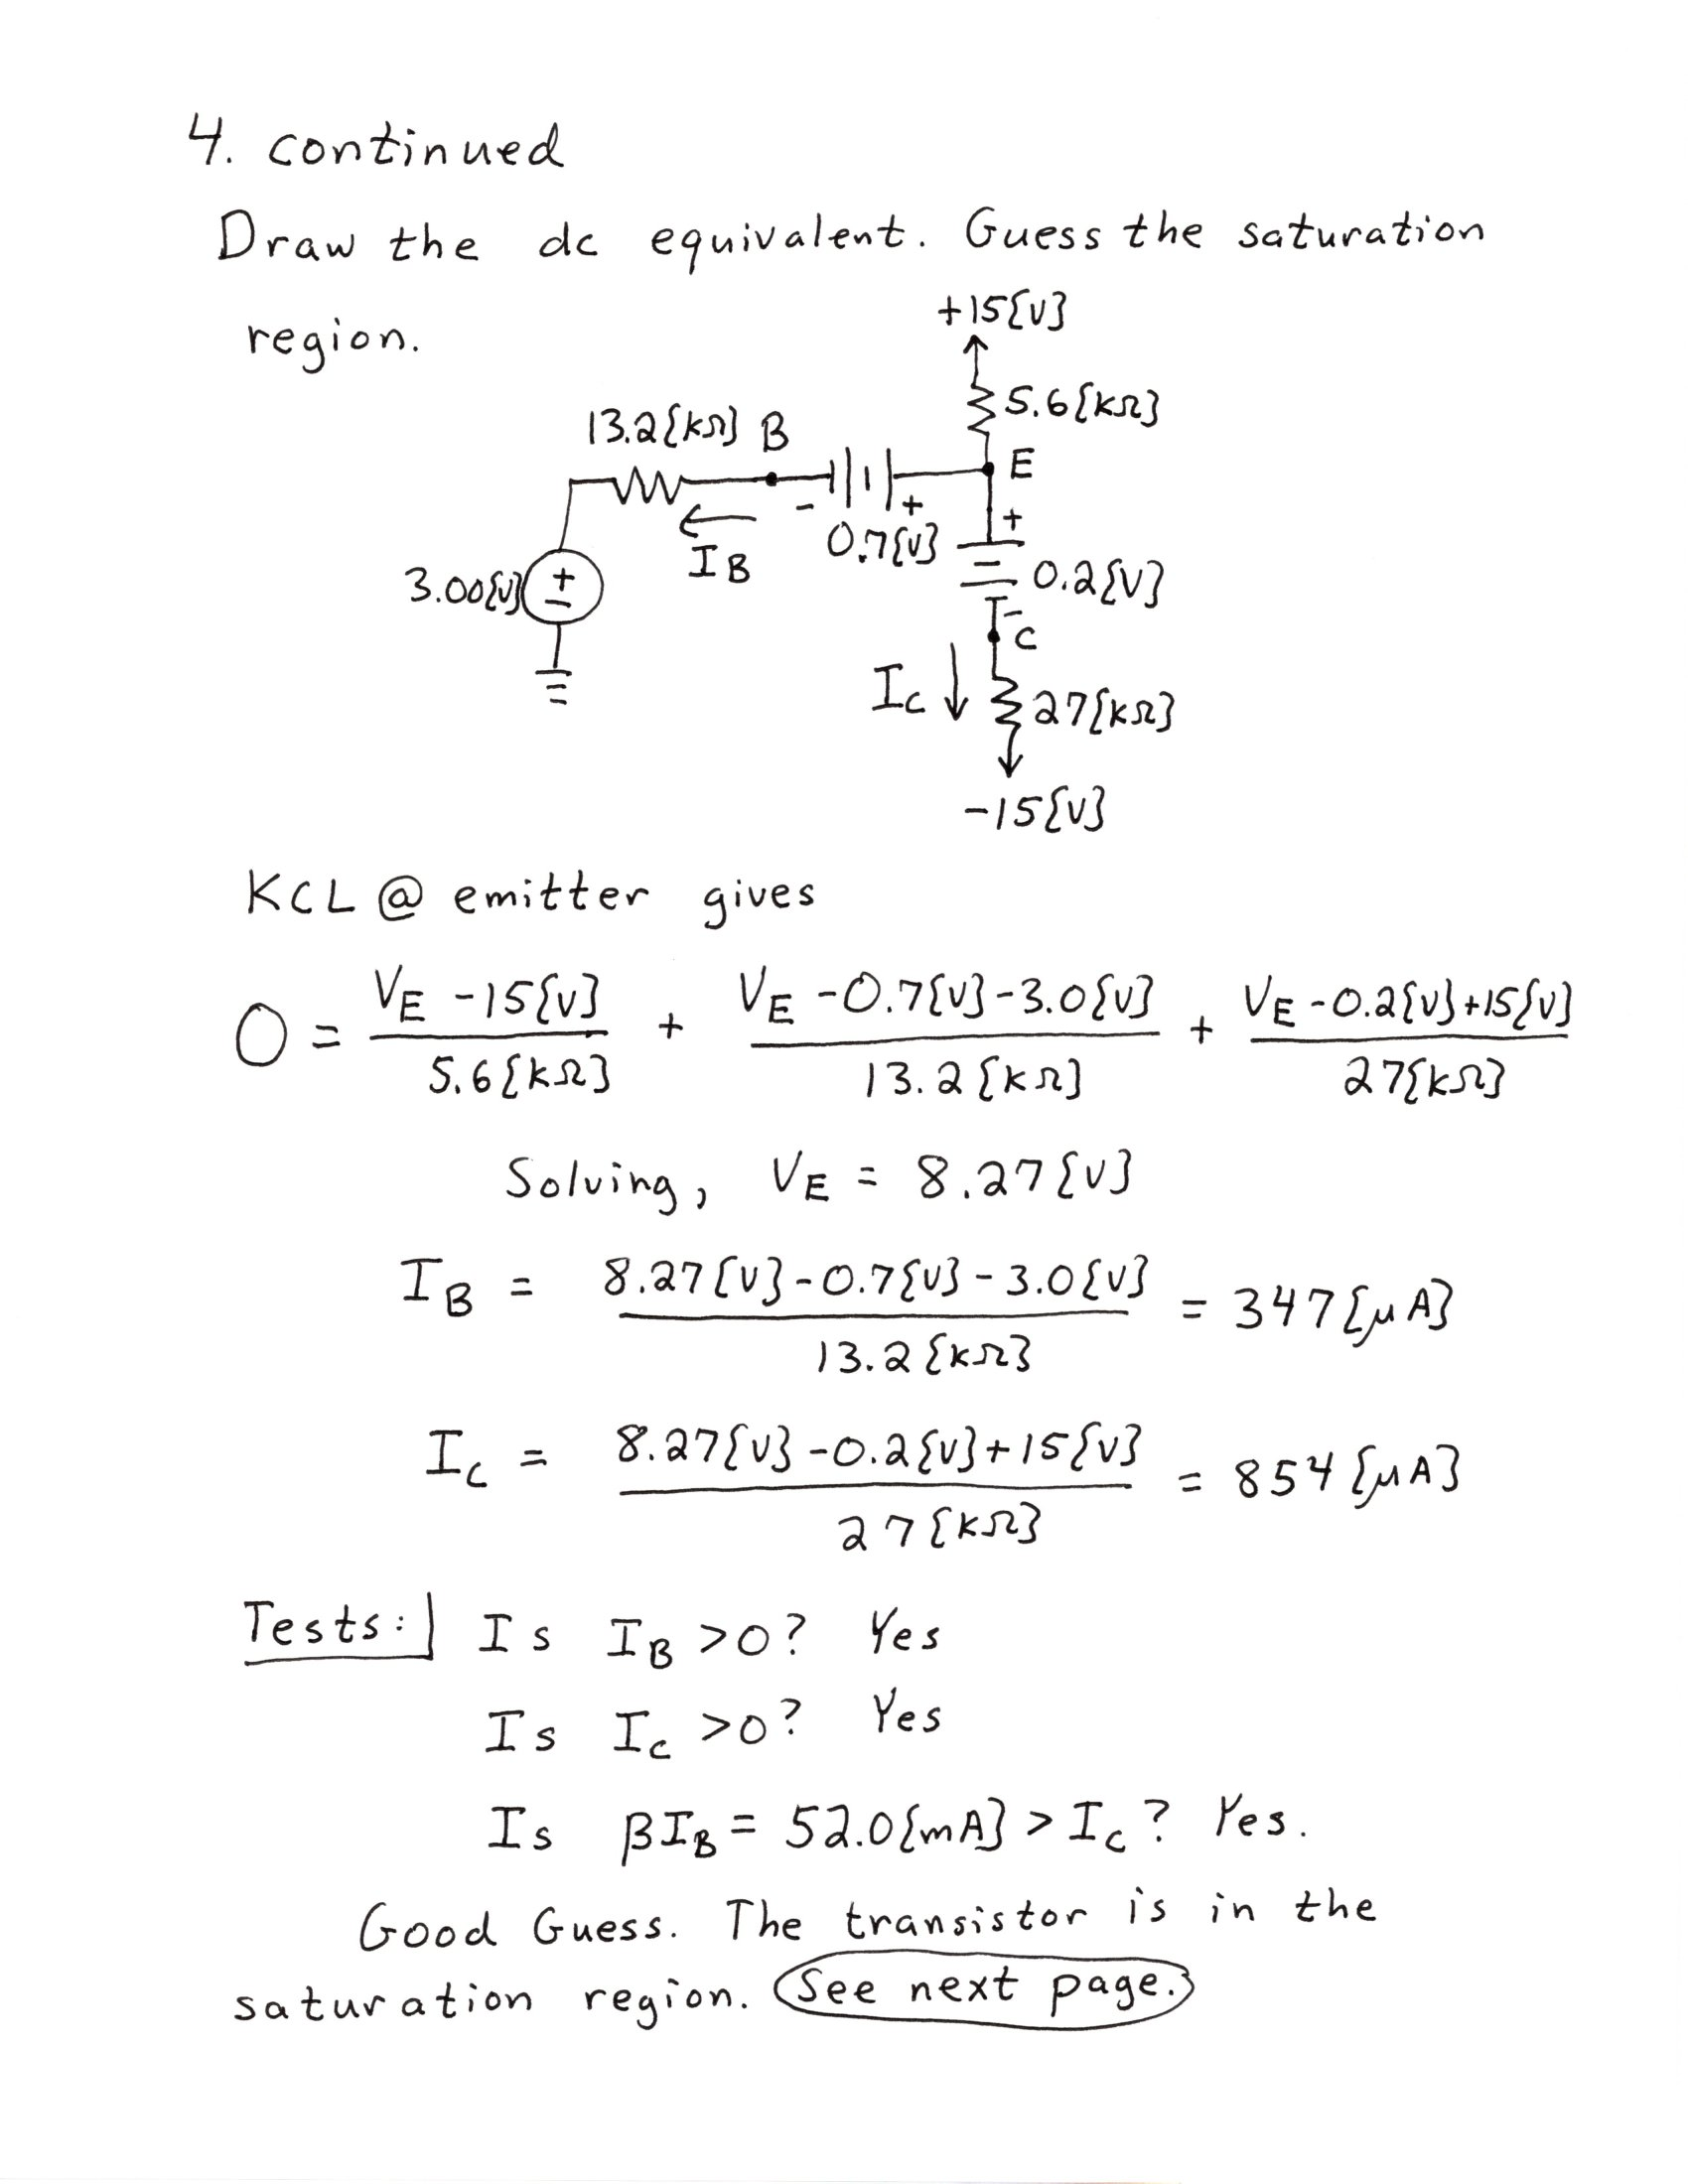 4. continued
Draw the dc equivalent. Guess the saturation
region.
+15{V}
5.6{kΩ}
13.2{kΩ} B
E
- +
+
0.7{V}
IB
3.00{V}
+
-
0.2{V}
-
C
IC
27{kΩ}
-15{V}
KCL @ emitter gives
0 = VE -15{V} / 5.6{kΩ} + VE -0.7{V}-3.0{V} / 13.2{kΩ} + VE -0.2{V}+15{V} / 27{kΩ}
Solving, VE = 8.27{V}
IB = 8.27{V}-0.7{V}-3.0{V} / 13.2{kΩ} = 347{μA}
IC = 8.27{V}-0.2{V}+15{V} / 27{kΩ} = 854{μA}
Tests: Is IB >0? Yes
Is IC >0? Yes
Is βIB = 52.0{mA} > IC? Yes.
Good Guess. The transistor is in the
saturation region. See next page.